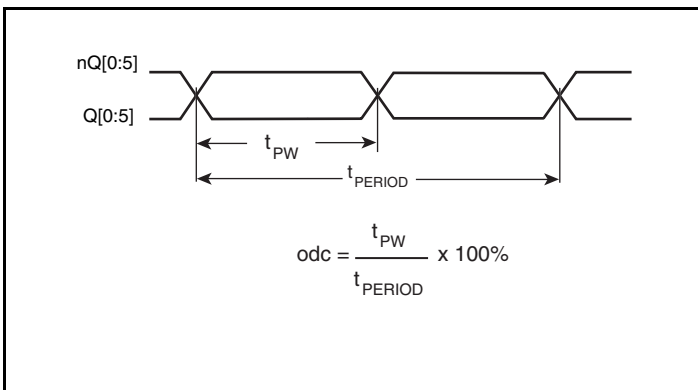 nQ[0:5]
Q[0:5]
tPW
tPERIOD
odc = tPW / tPERIOD x 100%